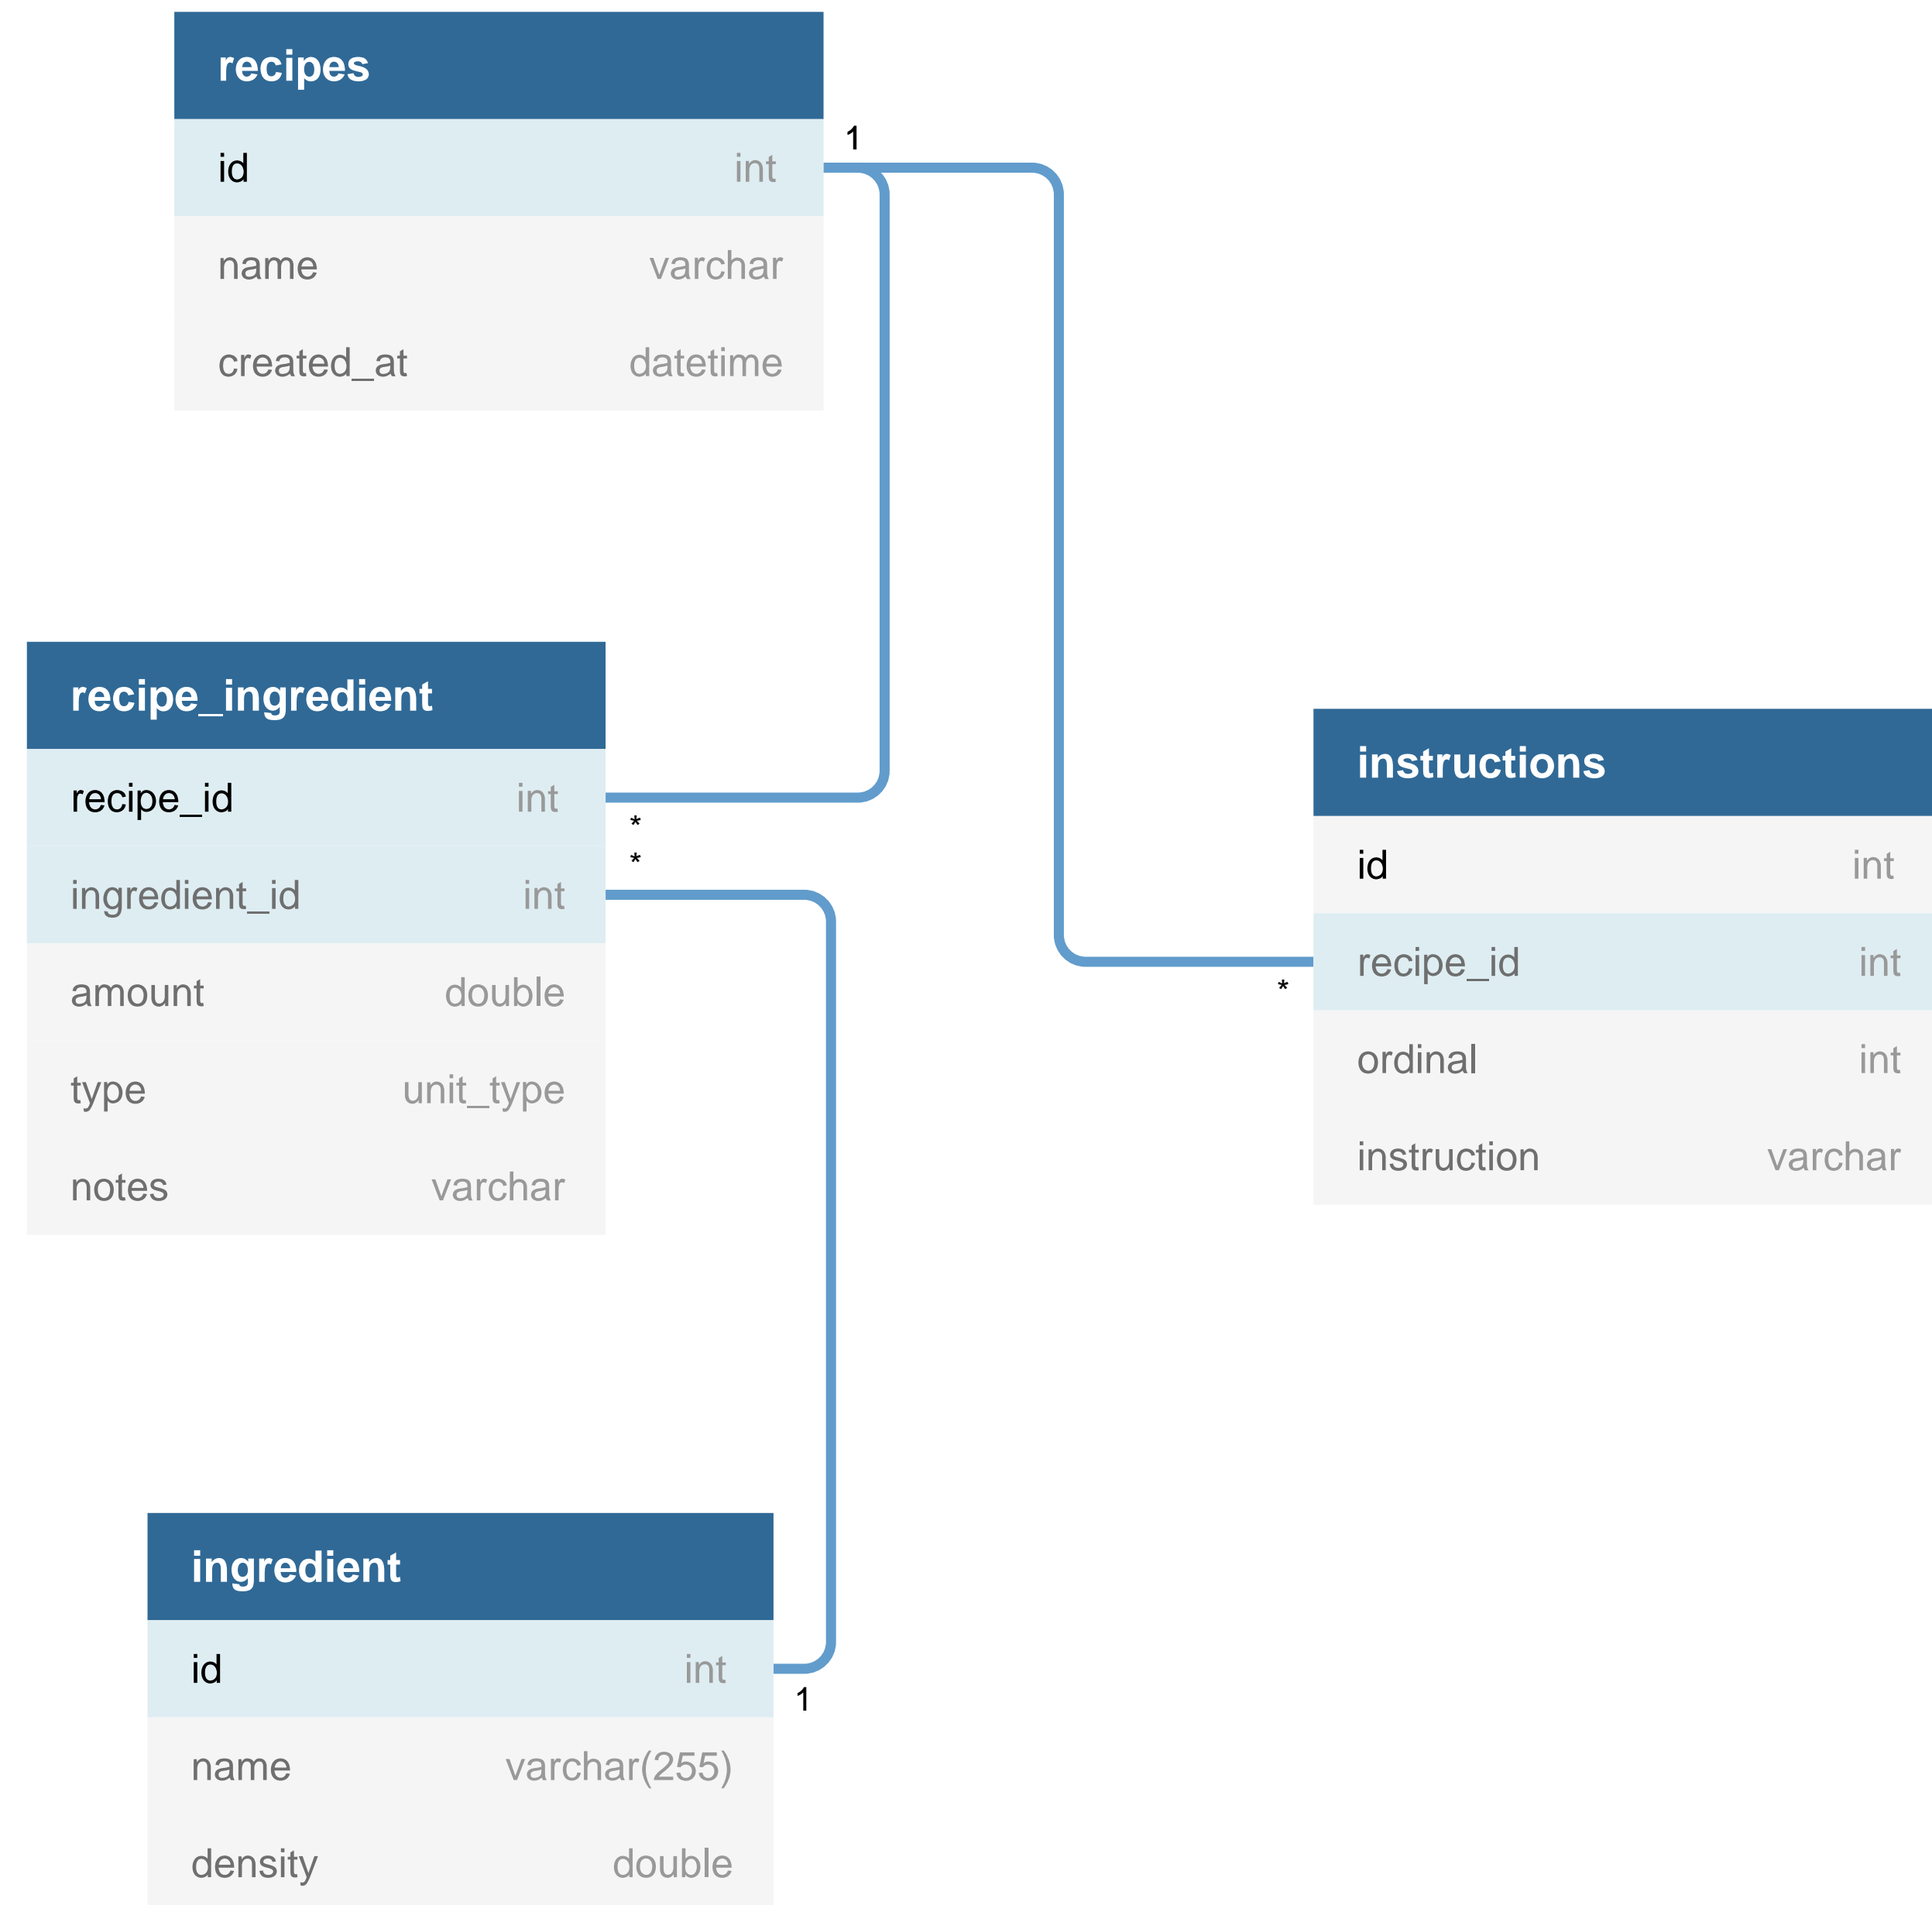 recipes
1
id int
name varchar
created_at datetime
recipe_ingredient
recipe_id int
*
*
ingredient_id int
amount double
type unit_type
notes varchar
instructions
id int
recipe_id int
*
ordinal int
instruction varchar
ingredient
id int
1
name varchar(255)
density double